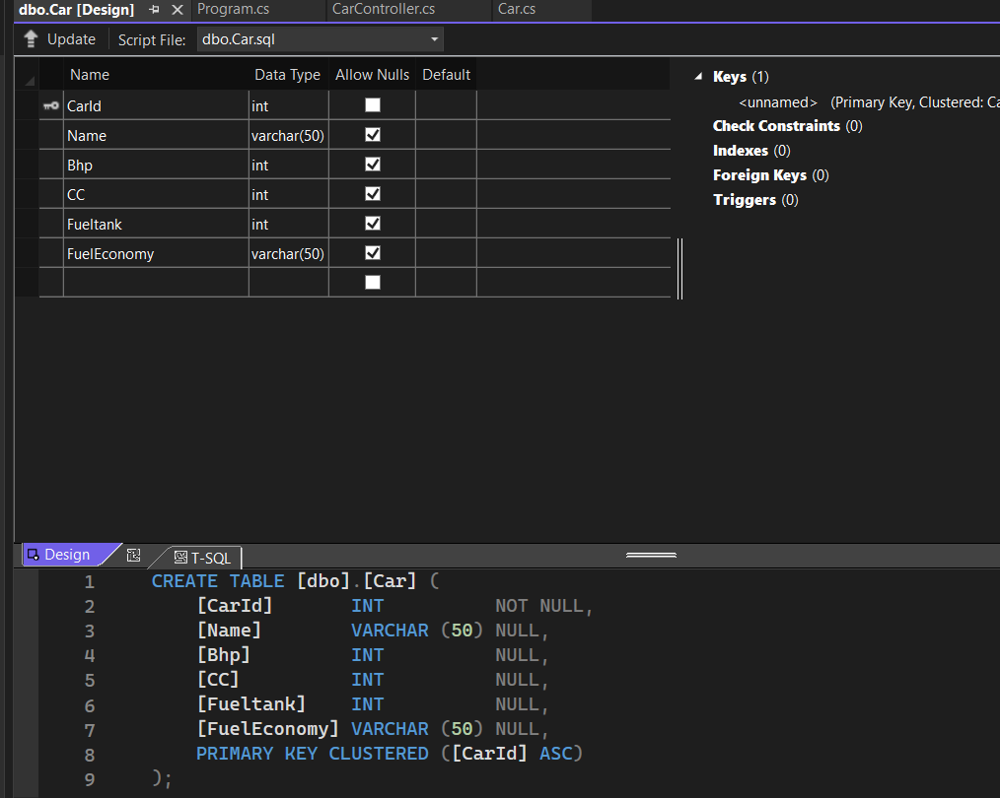 dbo.Car [Design] Program.cs CarController.cs Car.cs
Update Script File: dbo.Car.sql
Name Data Type Allow Nulls Default
CarId int
Name varchar(50)
Bhp int
CC int
Fueltank int
FuelEconomy varchar(50)
Keys (1)
<unnamed> (Primary Key, Clustered: Ca
Check Constraints (0)
Indexes (0)
Foreign Keys (0)
Triggers (0)
Design T-SQL
1 CREATE TABLE [dbo].[Car] (
2 [CarId] INT NOT NULL,
3 [Name] VARCHAR (50) NULL,
4 [Bhp] INT NULL,
5 [CC] INT NULL,
6 [Fueltank] INT NULL,
7 [FuelEconomy] VARCHAR (50) NULL,
8 PRIMARY KEY CLUSTERED ([CarId] ASC)
9 );